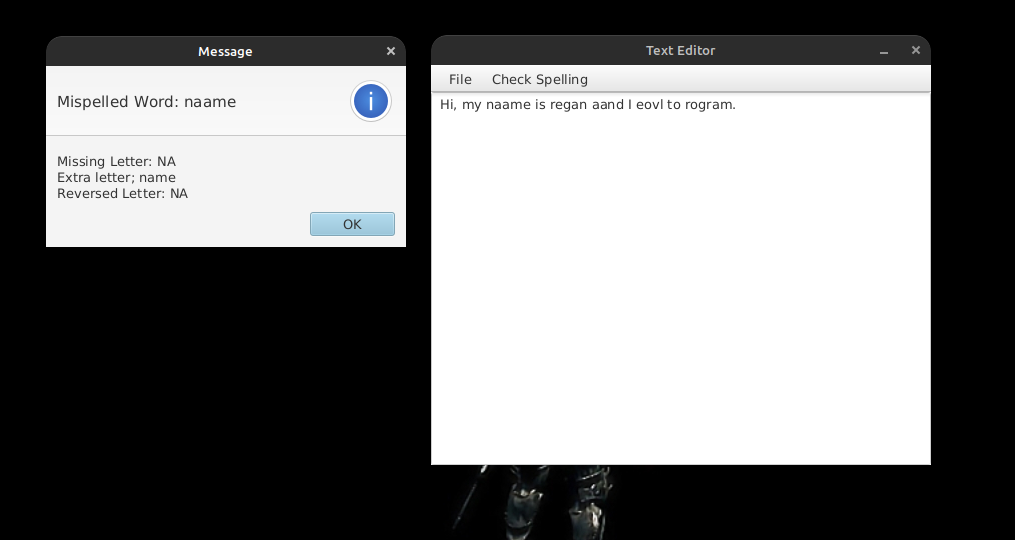 Message
Mispelled Word: naame
Missing Letter: NA
Extra letter; name
Reversed Letter: NA
OK
Text Editor
File Check Spelling
Hi, my naame is regan aand I eovl to rogram.